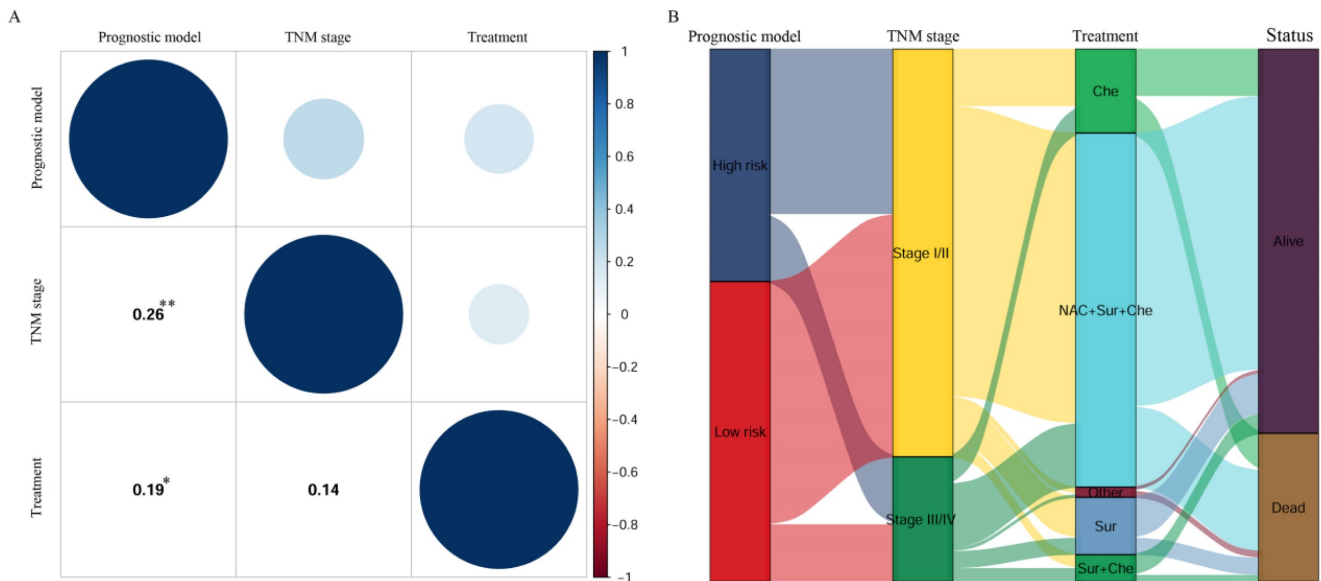 A
Prognostic model TNM stage Treatment
Prognostic model
TNM stage
Treatment
0.26**
0.19*
0.14
1
0.8
0.6
0.4
0.2
0
−0.2
−0.4
−0.6
−0.8
−1
B
Prognostic model TNM stage Treatment Status
High risk
Low risk
Stage I/II
Stage III/IV
Che
NAC+Sur+Che
Other
Sur
Sur+Che
Alive
Dead